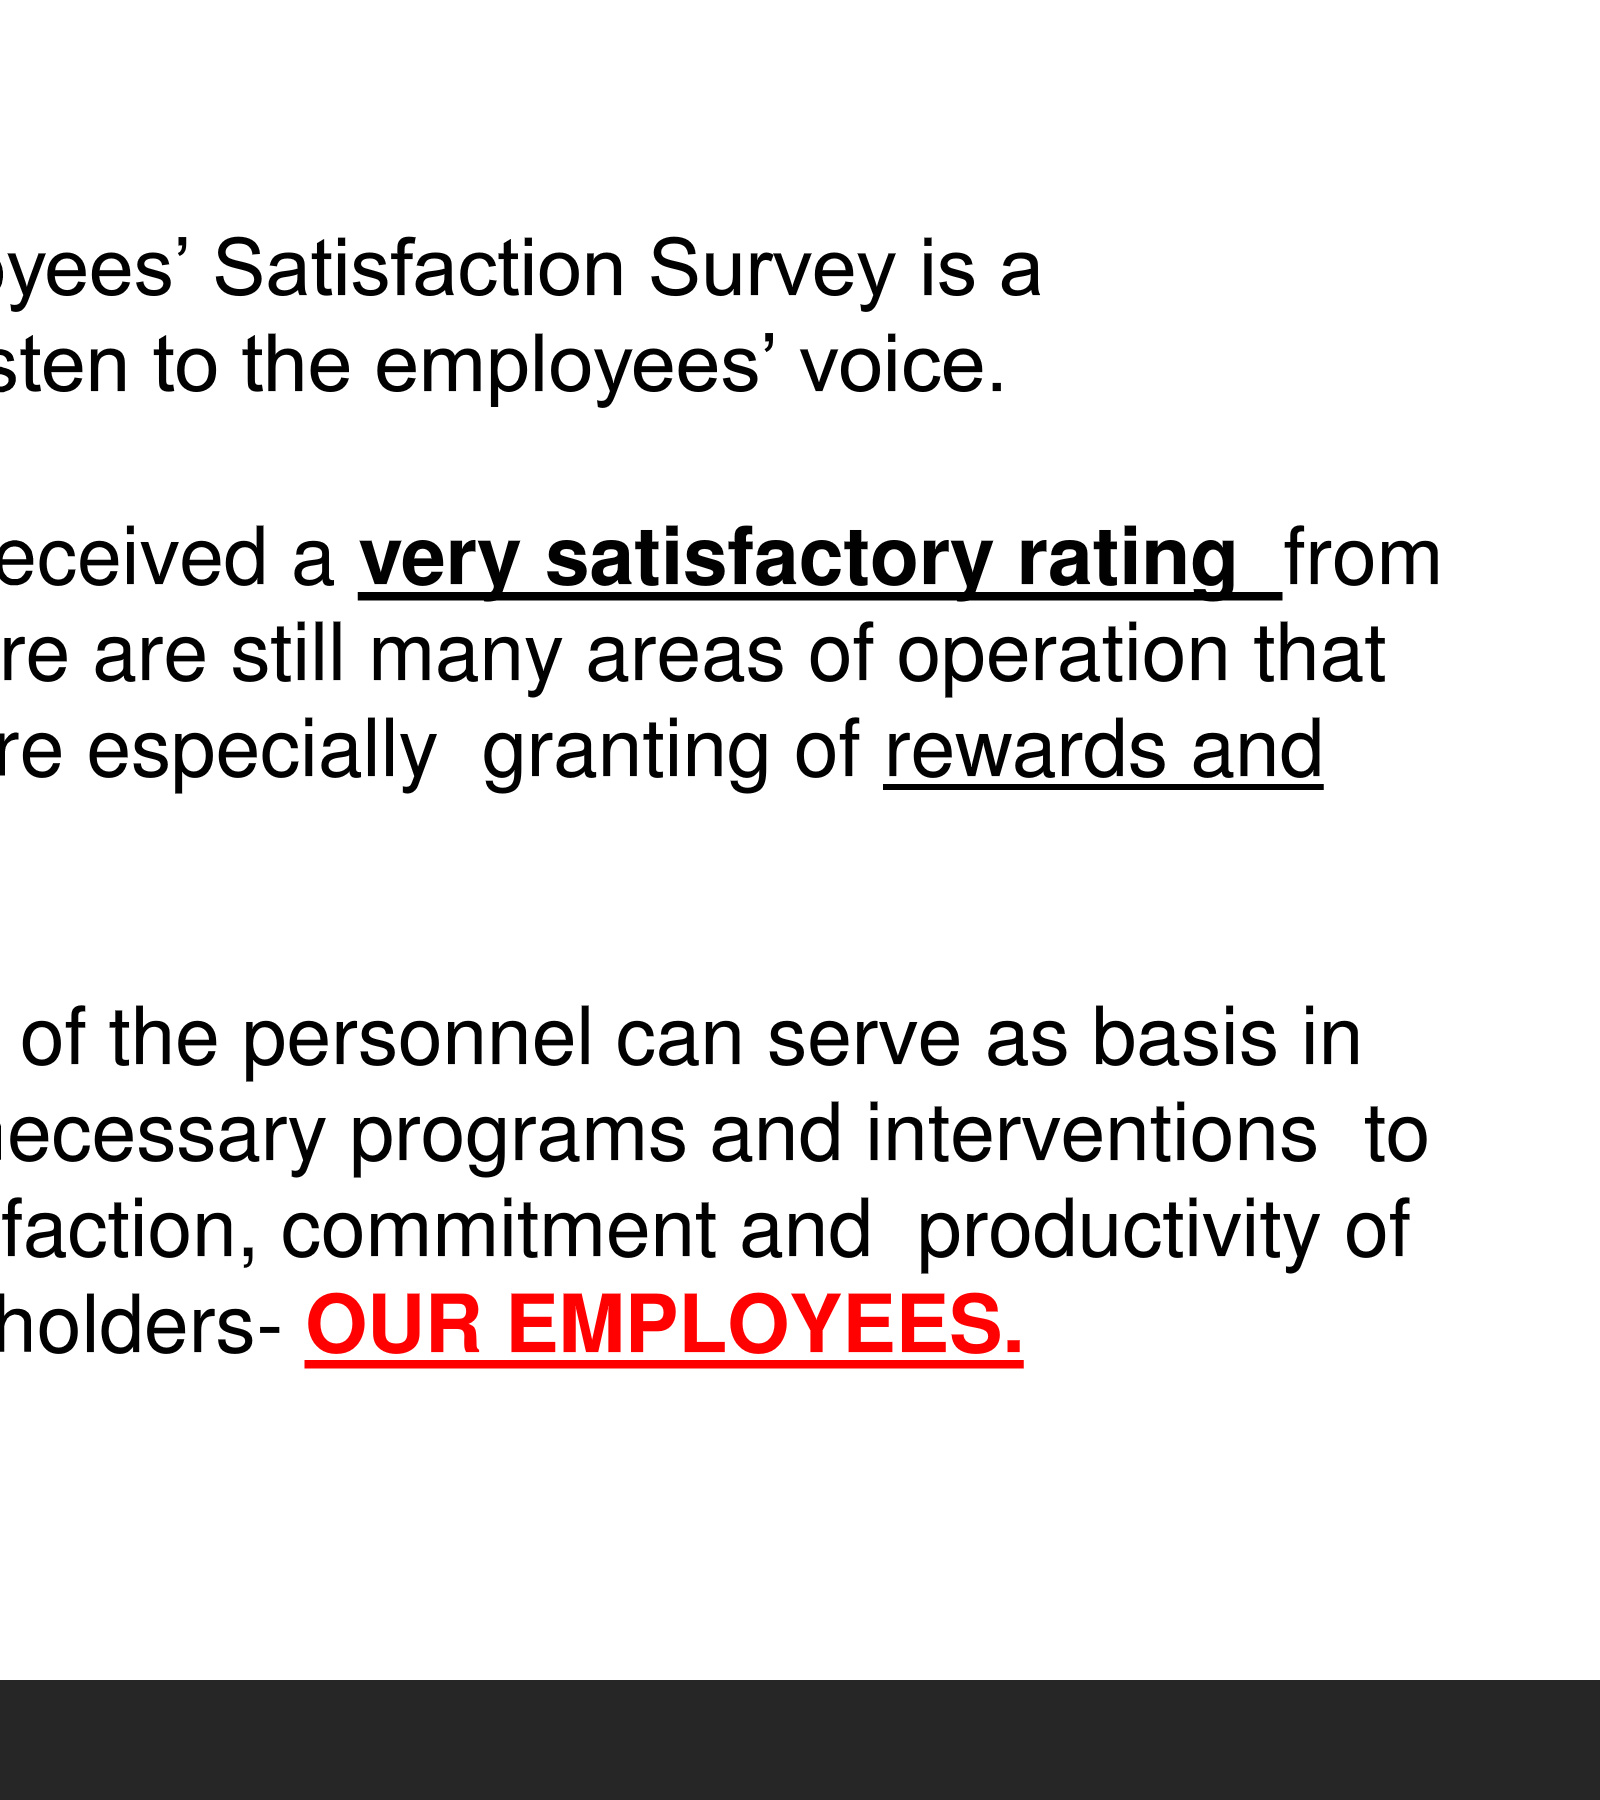 oyees’ Satisfaction Survey is a
sten to the employees’ voice.
eceived a very satisfactory rating from
re are still many areas of operation that
re especially granting of rewards and
of the personnel can serve as basis in
necessary programs and interventions to
faction, commitment and productivity of
holders- OUR EMPLOYEES.